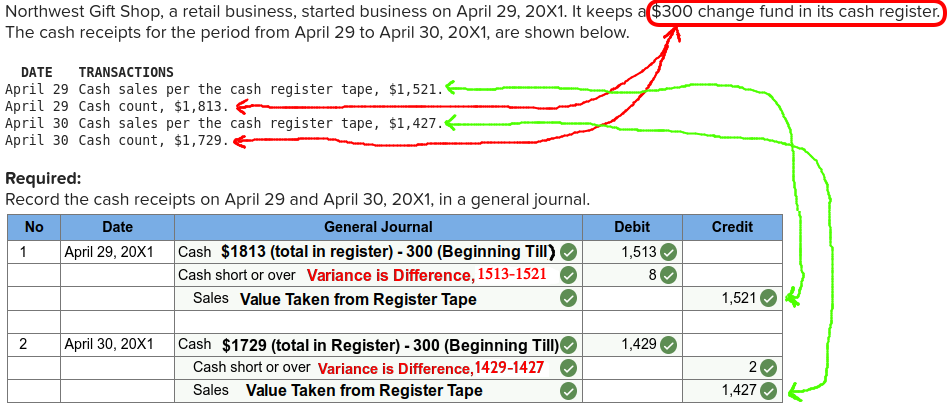 Northwest Gift Shop, a retail business, started business on April 29, 20X1. It keeps a $300 change fund in its cash register.
The cash receipts for the period from April 29 to April 30, 20X1, are shown below.
DATE TRANSACTIONS
April 29 Cash sales per the cash register tape, $1,521.
April 29 Cash count, $1,813.
April 30 Cash sales per the cash register tape, $1,427.
April 30 Cash count, $1,729.
Required:
Record the cash receipts on April 29 and April 30, 20X1, in a general journal.
No Date General Journal Debit Credit
1 April 29, 20X1 Cash $1813 (total in register) - 300 (Beginning Till) 1,513
Cash short or over Variance is Difference, 1513-1521 8
Sales Value Taken from Register Tape 1,521
2 April 30, 20X1 Cash $1729 (total in Register) - 300 (Beginning Till) 1,429
Cash short or over Variance is Difference, 1429-1427 2
Sales Value Taken from Register Tape 1,427